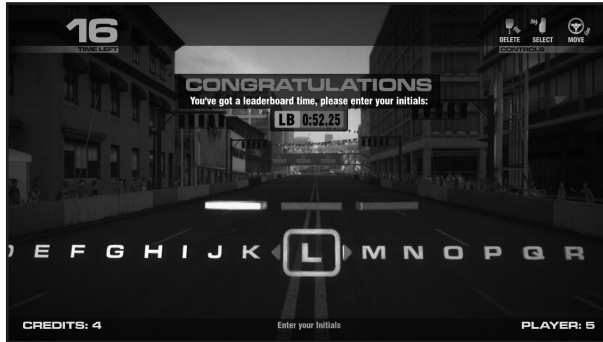 16
TIME LEFT
DELETE SELECT MOVE
CONTROLS
CONGRATULATIONS
You've got a leaderboard time, please enter your initials:
LB 0:52.25
D E F G H I J K L M N O P Q R
CREDITS: 4
Enter your Initials
PLAYER: 5